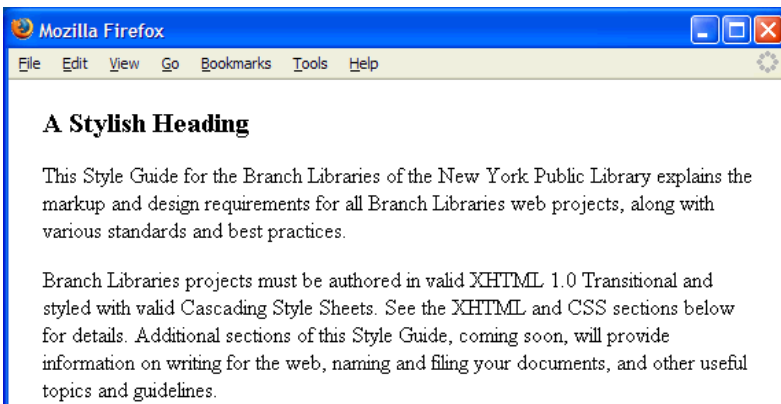 Mozilla Firefox
File Edit View Go Bookmarks Tools Help
A Stylish Heading
This Style Guide for the Branch Libraries of the New York Public Library explains the
markup and design requirements for all Branch Libraries web projects, along with
various standards and best practices.
Branch Libraries projects must be authored in valid XHTML 1.0 Transitional and
styled with valid Cascading Style Sheets. See the XHTML and CSS sections below
for details. Additional sections of this Style Guide, coming soon, will provide
information on writing for the web, naming and filing your documents, and other useful
topics and guidelines.